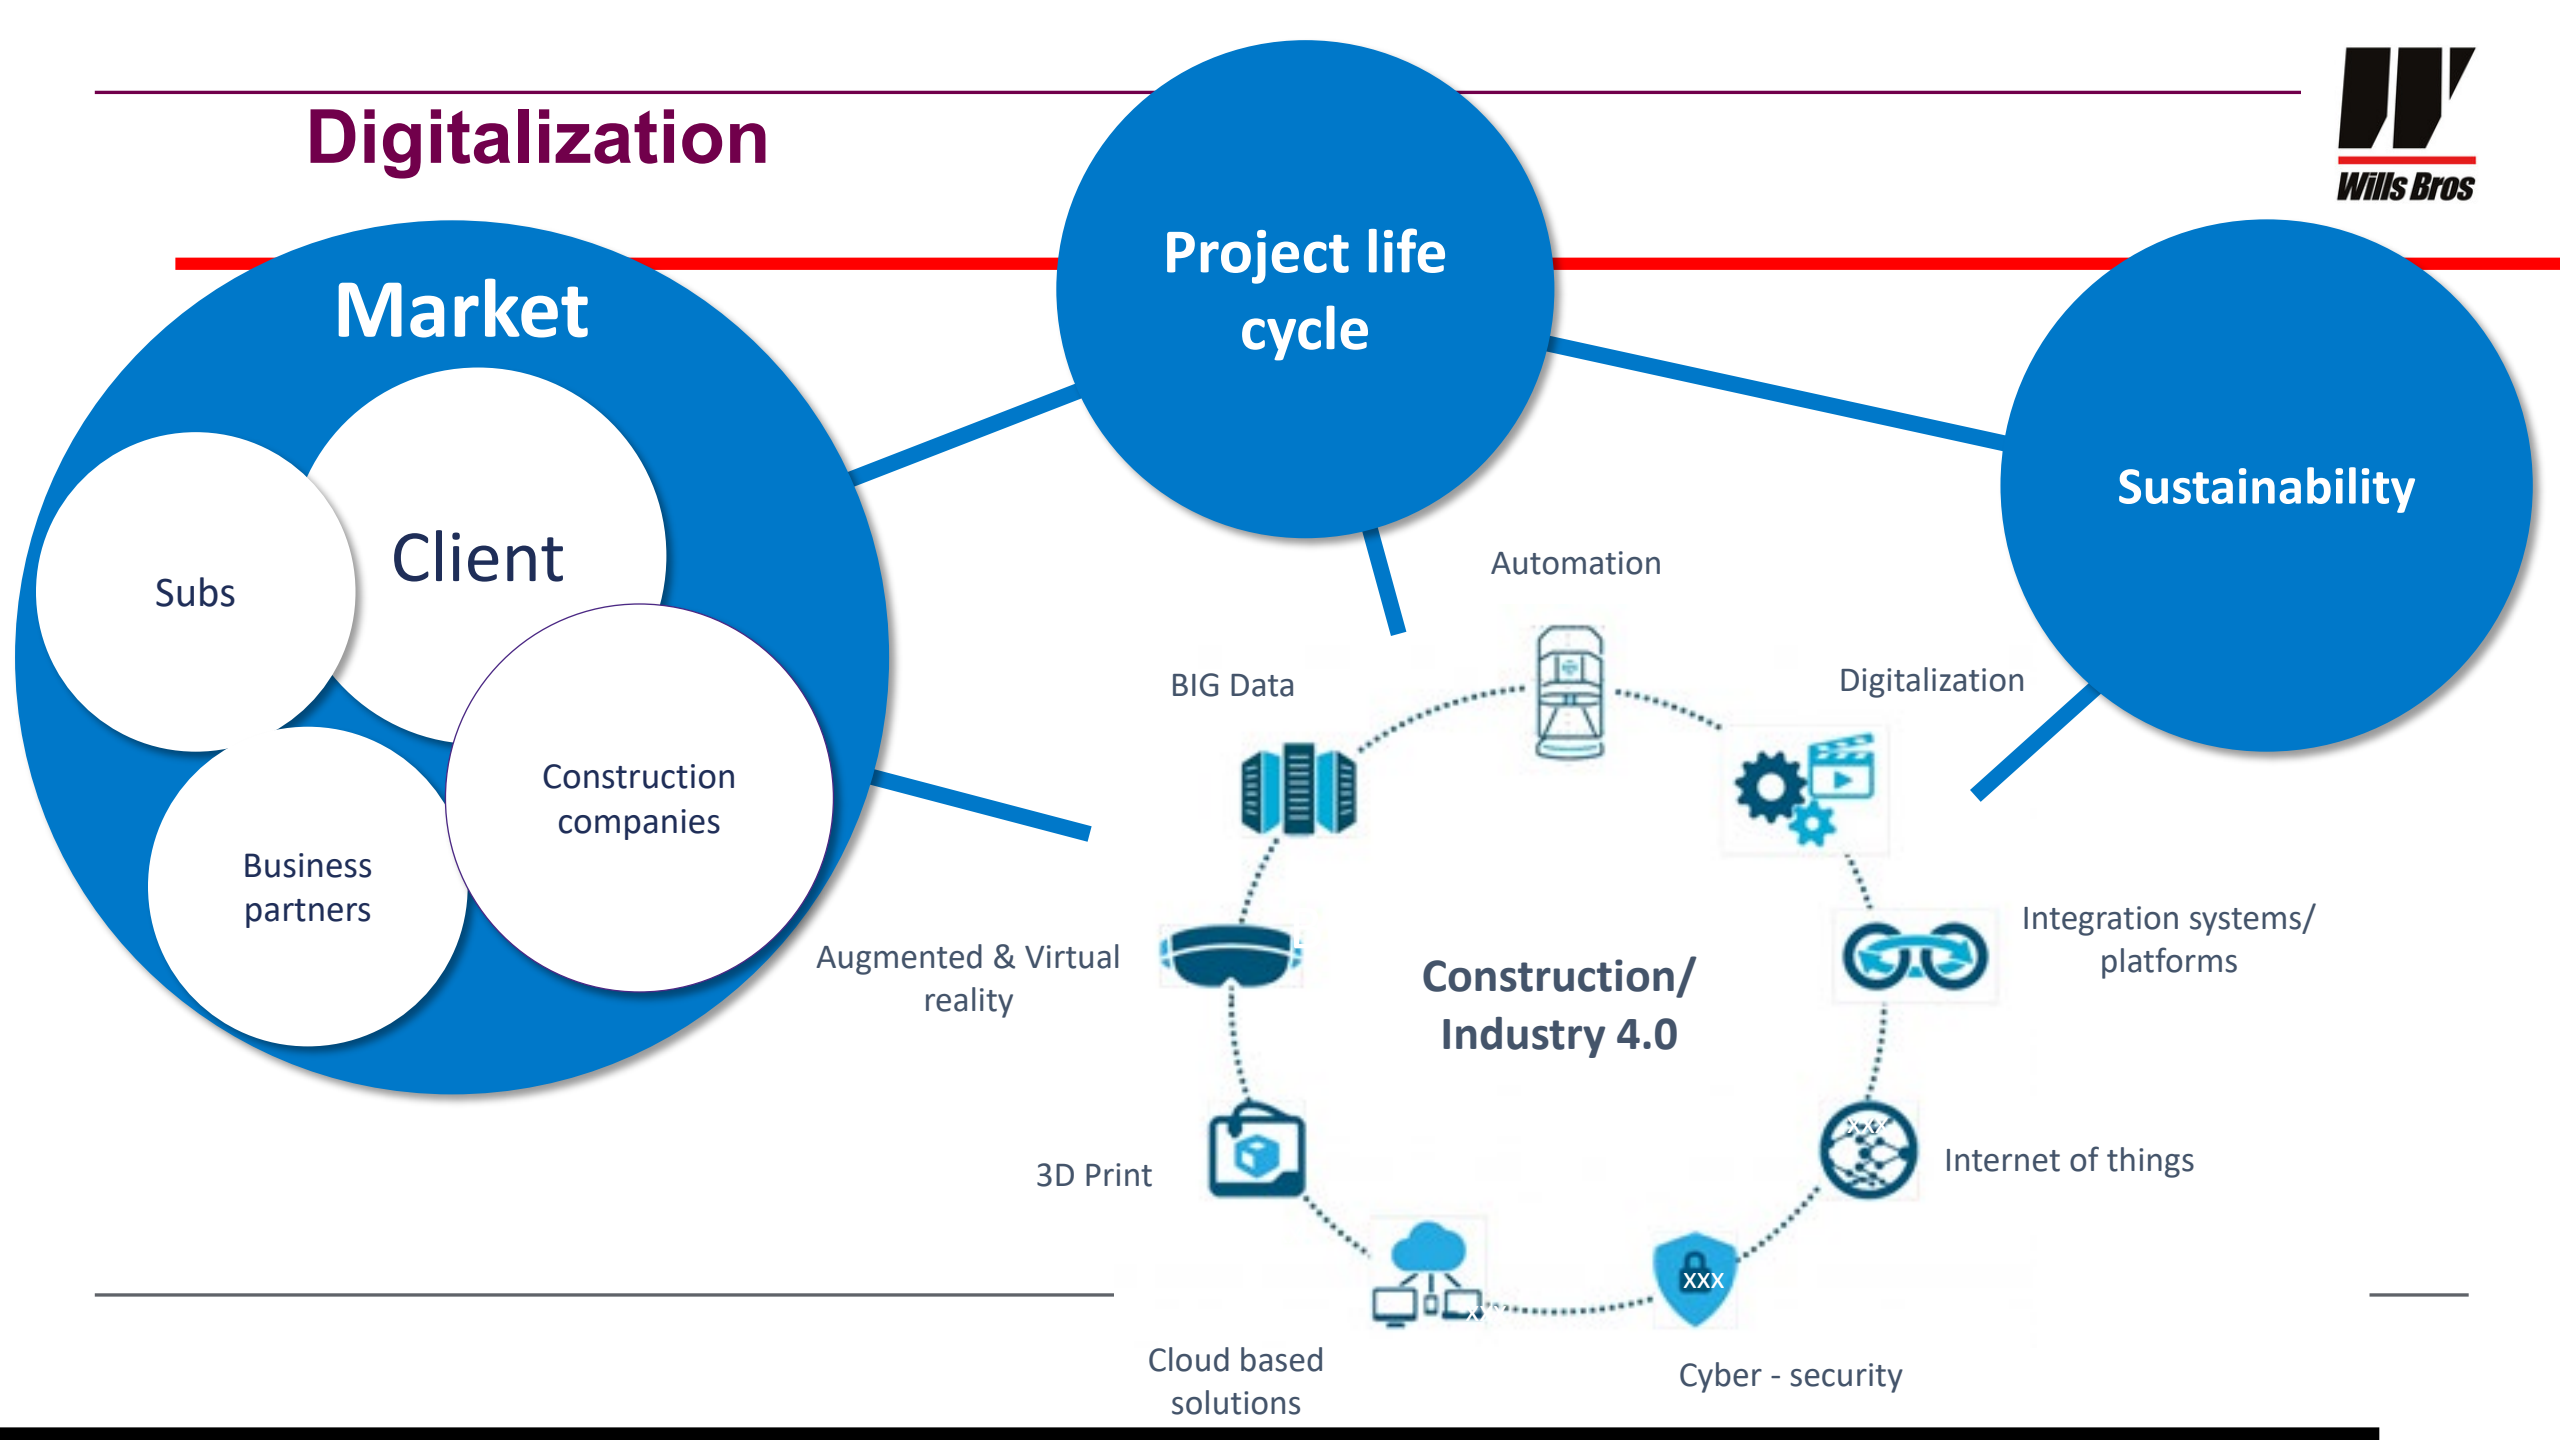 Digitalization
Wills Bros
Project life
cycle
Market
Sustainability
Client
Subs
Construction
companies
Business
partners
Automation
BIG Data
Digitalization
Augmented & Virtual
reality
Integration systems/
platforms
Construction/
Industry 4.0
3D Print
xxx
Internet of things
xxx
xxx
Cloud based
solutions
Cyber - security